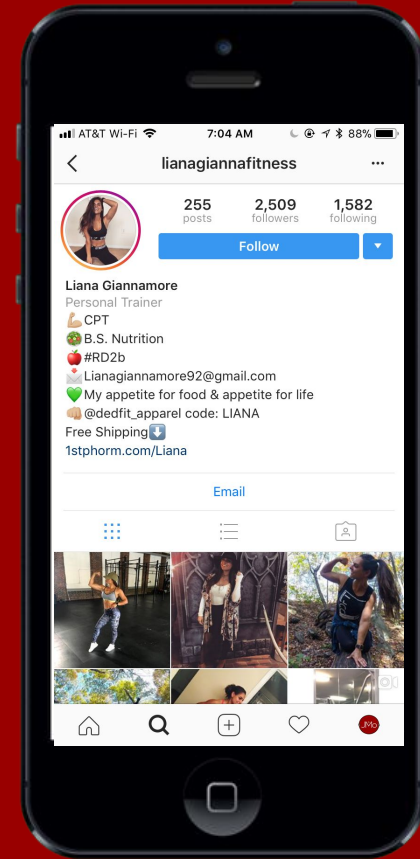 AT&T Wi-Fi 7:04 AM 88%
lianagiannafitness
255 2,509 1,582
posts followers following
Follow
Liana Giannamore
Personal Trainer
💪🏼CPT
🥗B.S. Nutrition
🍎#RD2b
📩Lianagiannamore92@gmail.com
💚My appetite for food & appetite for life
👊🏼@dedfit_apparel code: LIANA
Free Shipping⬇️
1stphorm.com/Liana
Email
JMo